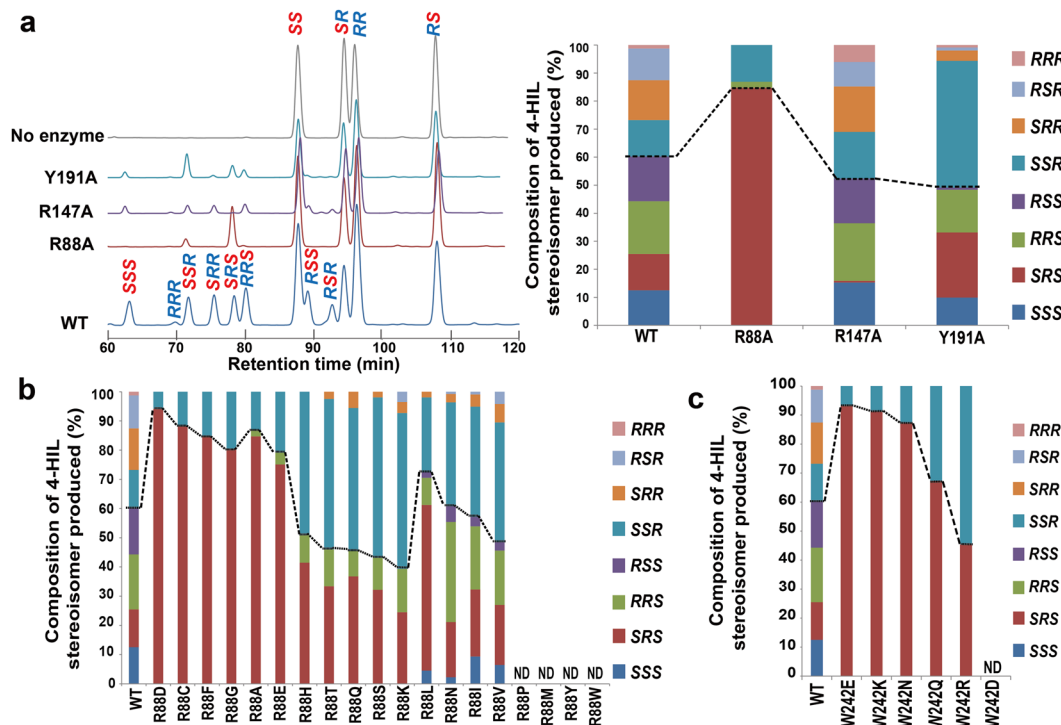 a
SS
SR
RR
RS
No enzyme
Y191A
R147A
R88A
WT
SSS
RRR
SSR
SRR
SRS
RRS
RSS
RSR
60 70 80 90 100 110 120
Retention time (min)
Composition of 4-HIL
stereoisomer produced (%)
100
90
80
70
60
50
40
30
20
10
0
WT R88A R147A Y191A
RRR
RSR
SRR
SSR
RSS
RRS
SRS
SSS
b
Composition of 4-HIL
stereoisomer produced (%)
100
90
80
70
60
50
40
30
20
10
0
ND ND ND ND
WT R88D R88C R88F R88G R88A R88E R88H R88T R88Q R88S R88K R88L R88N R88I R88V R88P R88M R88Y R88W
RRR
RSR
SRR
SSR
RSS
RRS
SRS
SSS
c
Composition of 4-HIL
stereoisomer produced (%)
100
90
80
70
60
50
40
30
20
10
0
ND
WT W242E W242K W242N W242Q W242R W242D
RRR
RSR
SRR
SSR
RSS
RRS
SRS
SSS